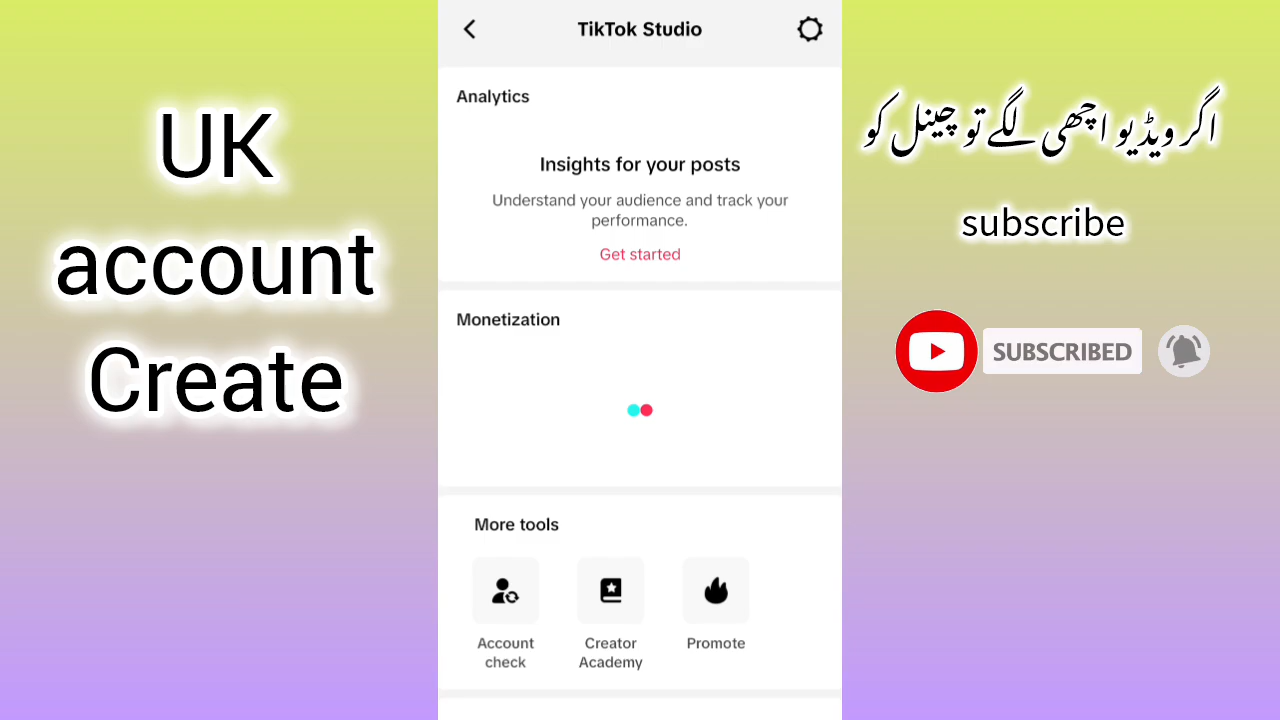 UK
account
Create
TikTok Studio
Analytics
Insights for your posts
Understand your audience and track your
performance.
Get started
Monetization
More tools
Account
check
Creator
Academy
Promote
اگر ویڈیو اچھی لگے تو چینل کو
subscribe
SUBSCRIBED